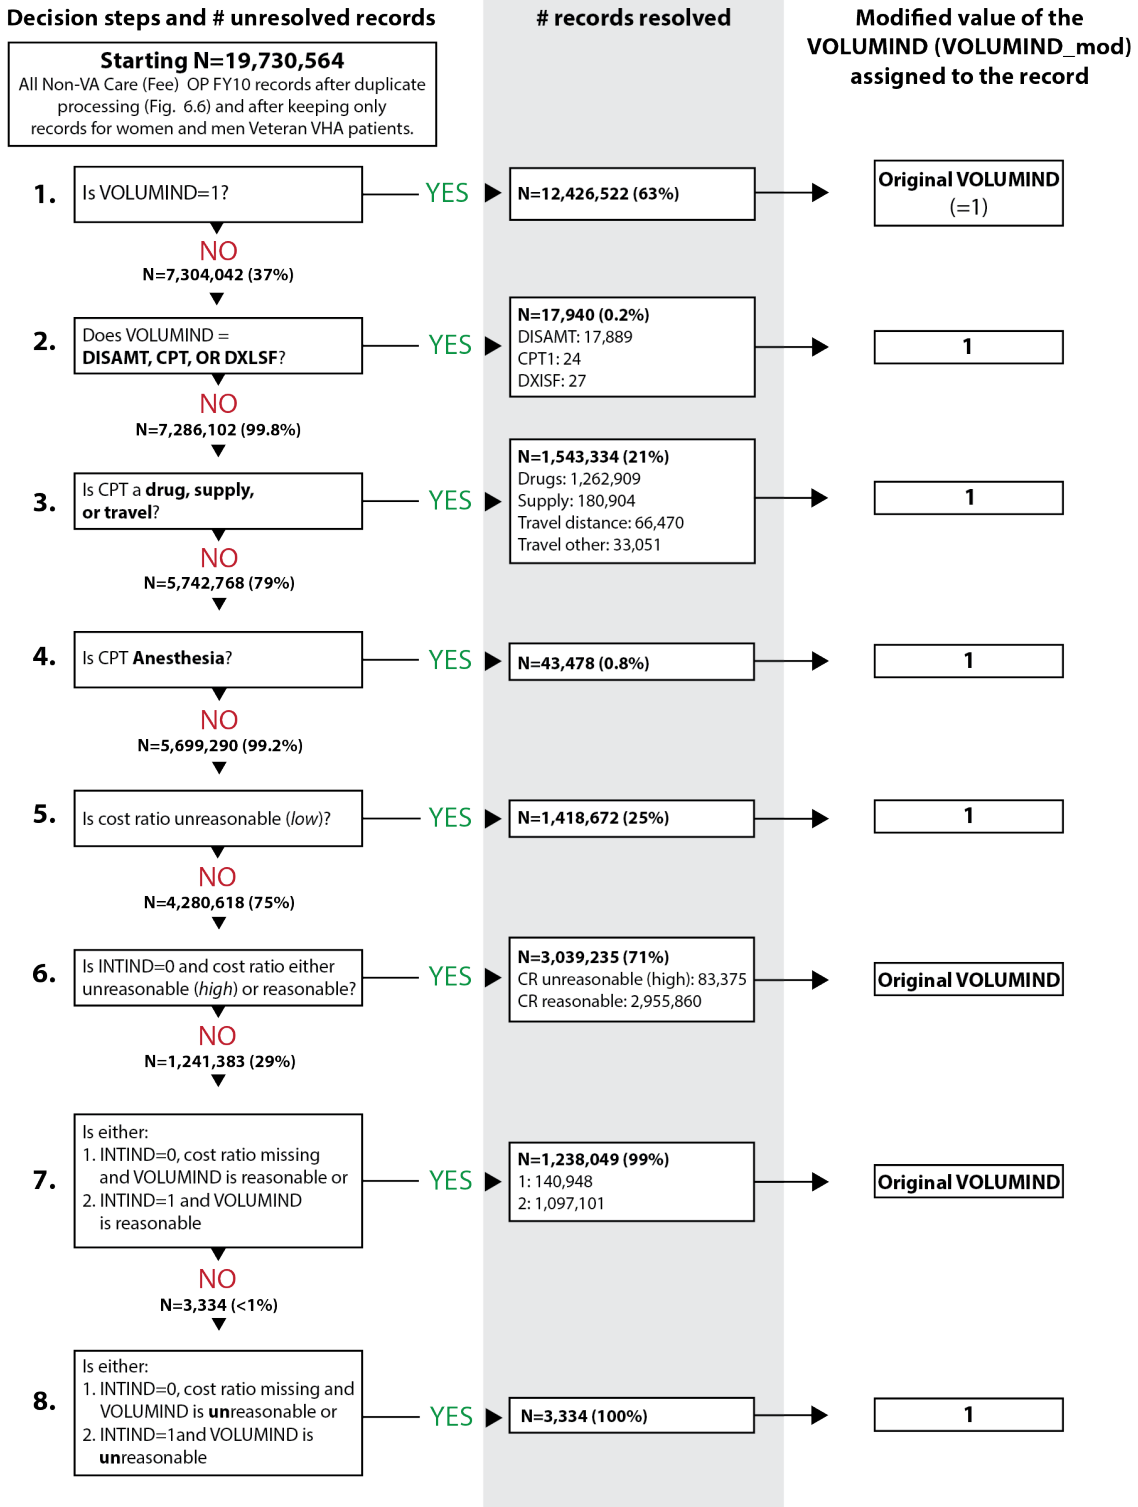 Decision steps and # unresolved records
# records resolved
Modified value of the
VOLUMIND (VOLUMIND_mod)
assigned to the record
Starting N=19,730,564
All Non-VA Care (Fee) OP FY10 records after duplicate
processing (Fig. 6.6) and after keeping only
records for women and men Veteran VHA patients.
1.
Is VOLUMIND=1?
YES
N=12,426,522 (63%)
Original VOLUMIND
(=1)
NO
N=7,304,042 (37%)
2.
Does VOLUMIND =
DISAMT, CPT, OR DXLSF?
YES
N=17,940 (0.2%)
DISAMT: 17,889
CPT1: 24
DXISF: 27
1
NO
N=7,286,102 (99.8%)
3.
Is CPT a drug, supply,
or travel?
YES
N=1,543,334 (21%)
Drugs: 1,262,909
Supply: 180,904
Travel distance: 66,470
Travel other: 33,051
1
NO
N=5,742,768 (79%)
4.
Is CPT Anesthesia?
YES
N=43,478 (0.8%)
1
NO
N=5,699,290 (99.2%)
5.
Is cost ratio unreasonable (low)?
YES
N=1,418,672 (25%)
1
NO
N=4,280,618 (75%)
6.
Is INTIND=0 and cost ratio either
unreasonable (high) or reasonable?
YES
N=3,039,235 (71%)
CR unreasonable (high): 83,375
CR reasonable: 2,955,860
Original VOLUMIND
NO
N=1,241,383 (29%)
7.
Is either:
1. INTIND=0, cost ratio missing
and VOLUMIND is reasonable or
2. INTIND=1 and VOLUMIND
is reasonable
YES
N=1,238,049 (99%)
1: 140,948
2: 1,097,101
Original VOLUMIND
NO
N=3,334 (<1%)
8.
Is either:
1. INTIND=0, cost ratio missing and
VOLUMIND is unreasonable or
2. INTIND=1and VOLUMIND is
unreasonable
YES
N=3,334 (100%)
1